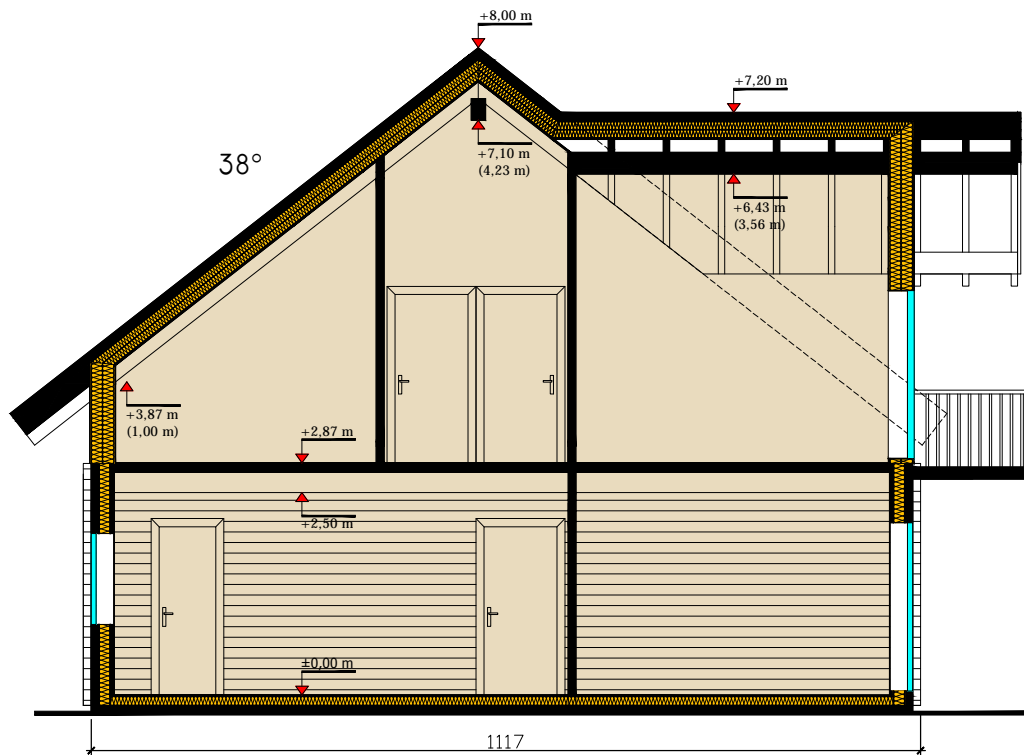 +8,00 m
+7,20 m
38°
+7,10 m
(4,23 m)
+6,43 m
(3,56 m)
+3,87 m
(1,00 m)
+2,87 m
+2,50 m
±0,00 m
1117